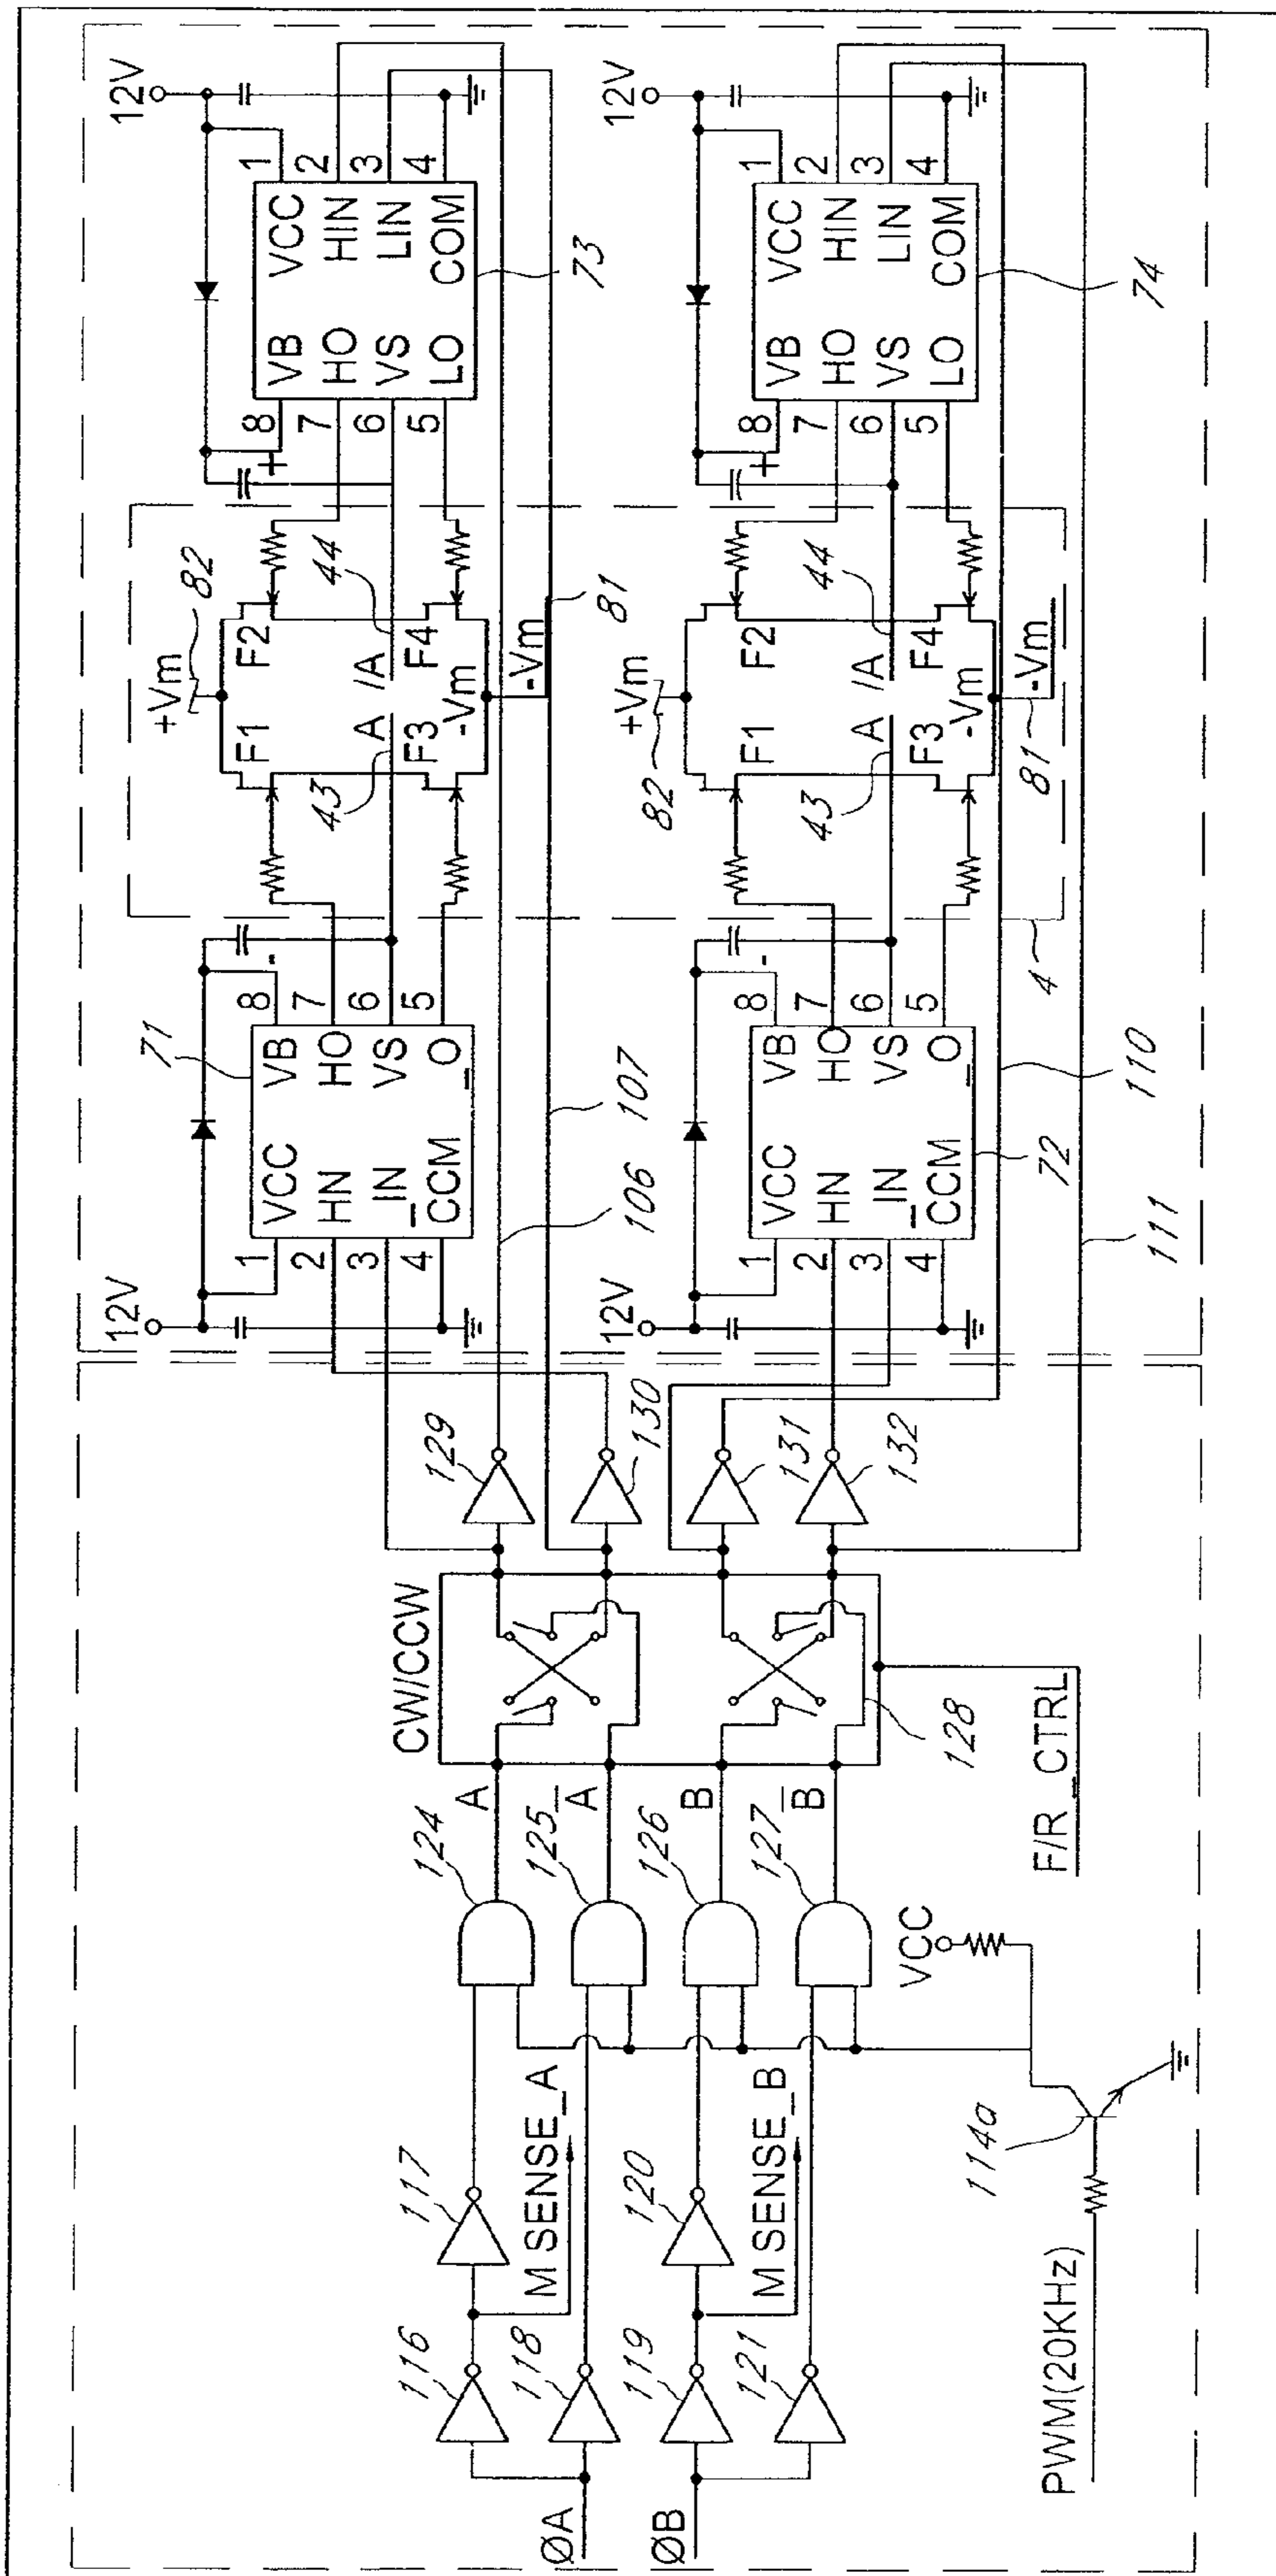 12V
12V
1
2
3
4
VCC
HIN
LIN
COM
VB
HO
VS
LO
8
7
6
5
+
73
1
2
3
4
VCC
HIN
LIN
COM
VB
HO
VS
LO
8
7
6
5
+
74
+Vm
82
F1
F2
F3
F4
A
/A
43
44
-Vm
-Vm
81
+Vm
82
F1
F2
F3
F4
A
/A
43
44
-Vm
-Vm
81
4
71
-
8
7
6
5
VB
HO
VS
_O
VCC
HN
_IN
CCM
1
2
3
4
12V
106
107
-
8
7
6
5
VB
HO
VS
_O
VCC
HN
_IN
CCM
1
2
3
4
12V
72
110
111
129
130
131
132
CW/CCW
128
F/R_CTRL
A
A
B
B
124
125
126
127
VCC
114a
PWM(20KHz)
117
M SENSE_A
120
M SENSE_B
116
118
119
121
ØA
ØB